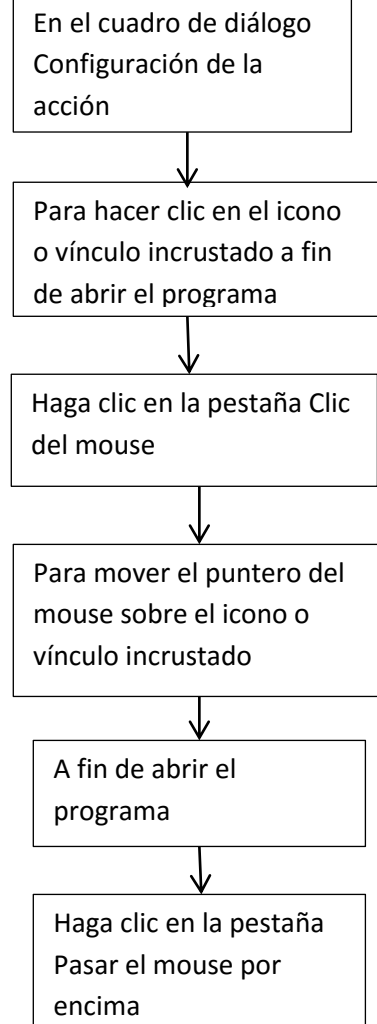 En el cuadro de diálogo
Configuración de la
acción
Para hacer clic en el icono
o vínculo incrustado a fin
de abrir el programa
Haga clic en la pestaña Clic
del mouse
Para mover el puntero del
mouse sobre el icono o
vínculo incrustado
A fin de abrir el
programa
Haga clic en la pestaña
Pasar el mouse por
encima